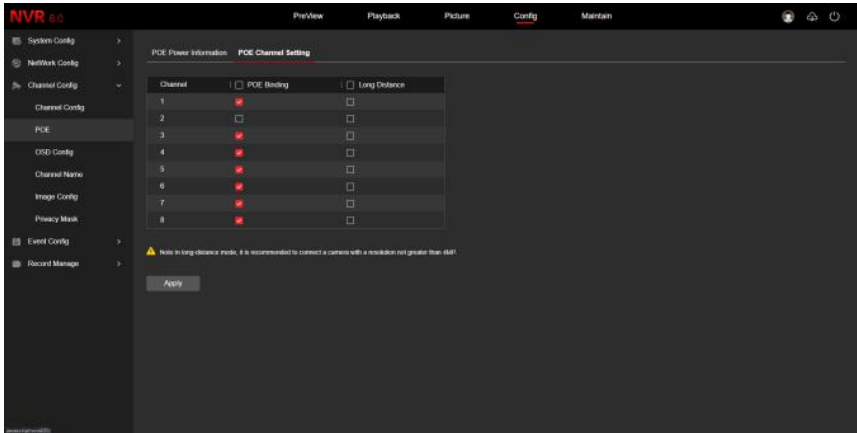 NVR 6.0
PreView Playback Picture Config Maintain
System Config
NetWork Config
Channel Config
Channel Config
POE
OSD Config
Channel Name
Image Config
Privacy Mask
Event Config
Record Manage
POE Power Information POE Channel Setting
Channel POE Binding Long Distance
1
2
3
4
5
6
7
8
Note In long-distance mode, it is recommended to connect a camera with a resolution not greater than 4MP.
Apply